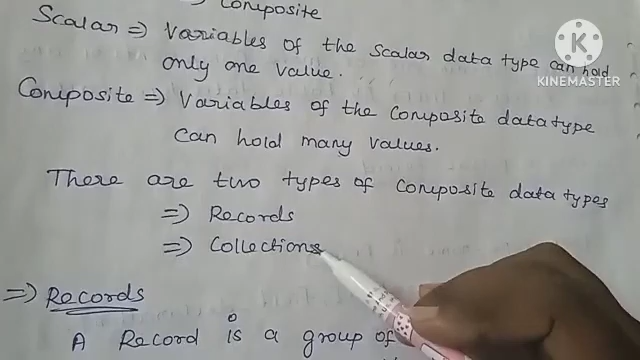 ⇒ Composite
Scalar ⇒ Variables of the scalar data type can hold
only one value.
Composite ⇒ Variables of the composite datatype
can hold many values.
There are two types of composite data types
⇒ Records
⇒ Collections
⇒) Records
A Record is a group of
KINEMASTER